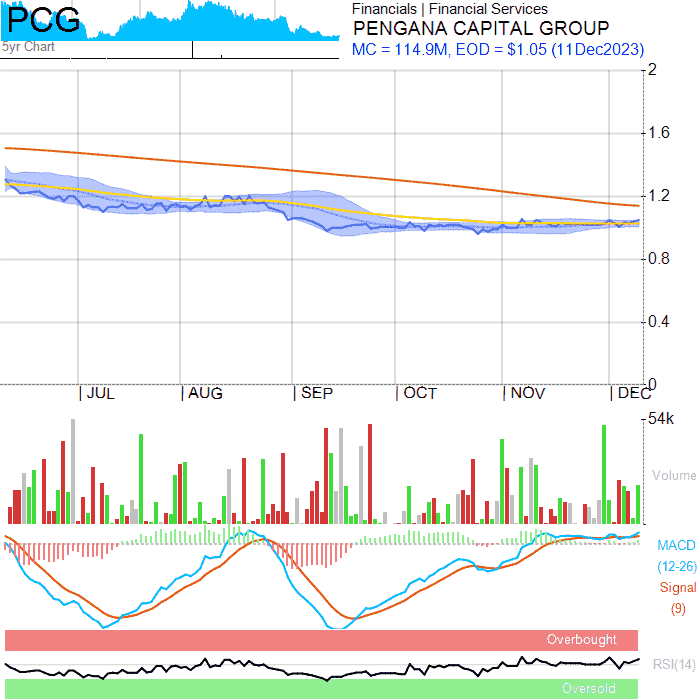 PCG
5yr Chart
Financials | Financial Services
PENGANA CAPITAL GROUP
MC = 114.9M, EOD = $1.05 (11Dec2023)
2
1.6
1.2
0.8
0.4
0
JUL AUG SEP OCT NOV DEC
54k
Volume
MACD
(12-26)
Signal
(9)
Overbought
RSI(14)
Oversold